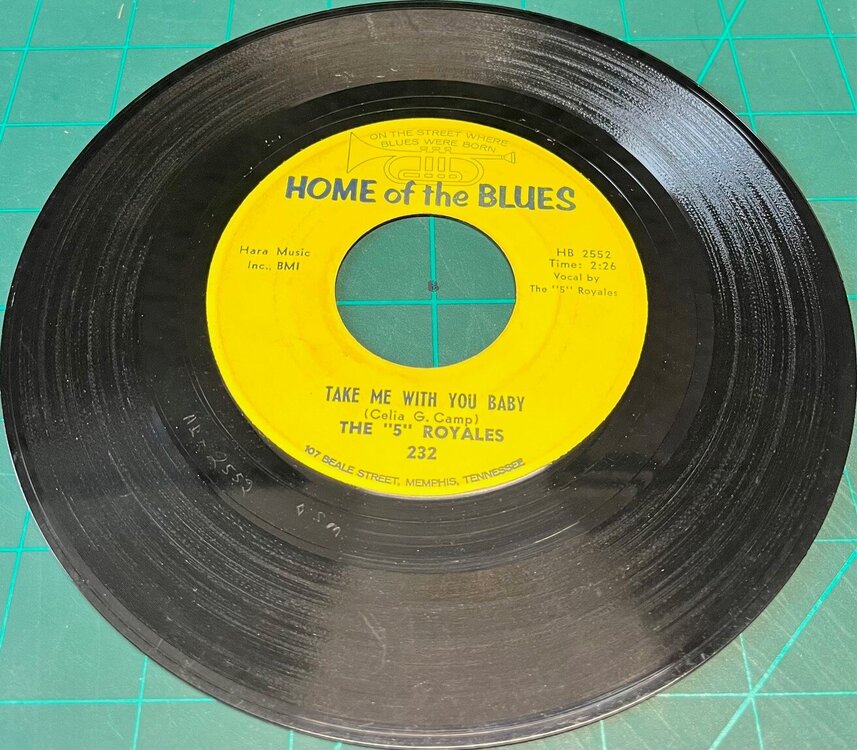 ON THE STREET WHERE
BLUES WERE BORN
HOME of the BLUES
Hara Music
Inc., BMI
HB 2552
Time: 2:26
Vocal by
The "5" Royales
TAKE ME WITH YOU BABY
(Celia G. Camp)
THE "5" ROYALES
232
107 BEALE STREET, MEMPHIS, TENNESSEE
2552